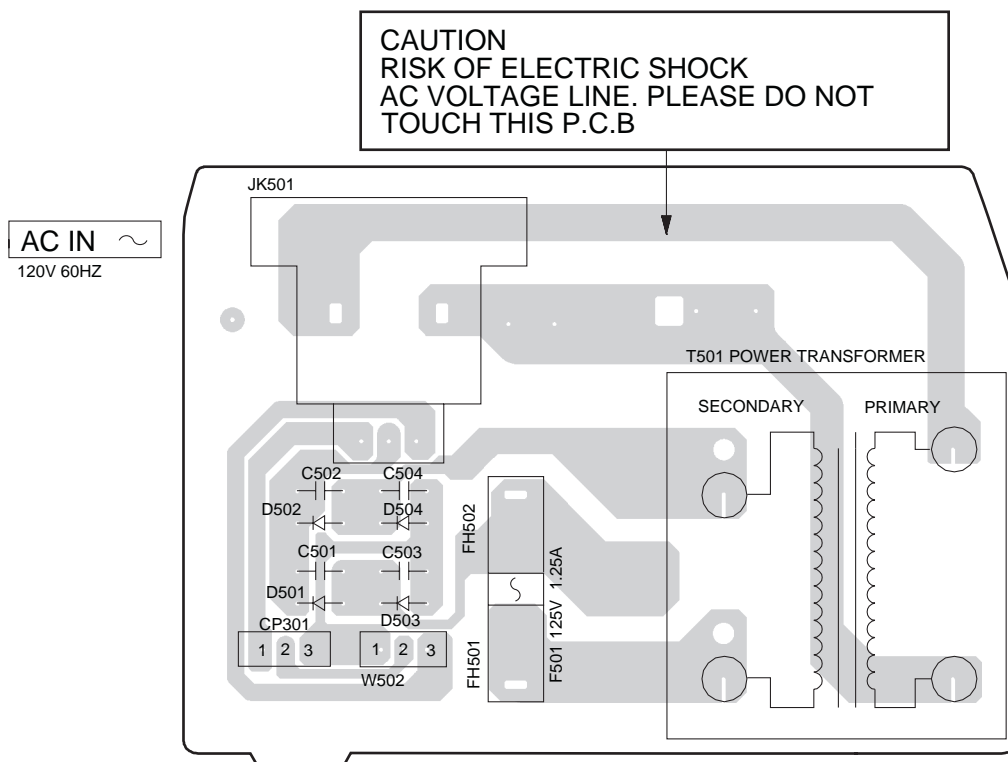 CAUTION
RISK OF ELECTRIC SHOCK
AC VOLTAGE LINE. PLEASE DO NOT
TOUCH THIS P.C.B
JK501
AC IN
120V 60HZ
T501 POWER TRANSFORMER
SECONDARY PRIMARY
C502 C504
D502 D504
C501 C503
D501 D503
CP301
1 2 3
1 2 3
W502
FH502
FH501
F501 125V 1.25A